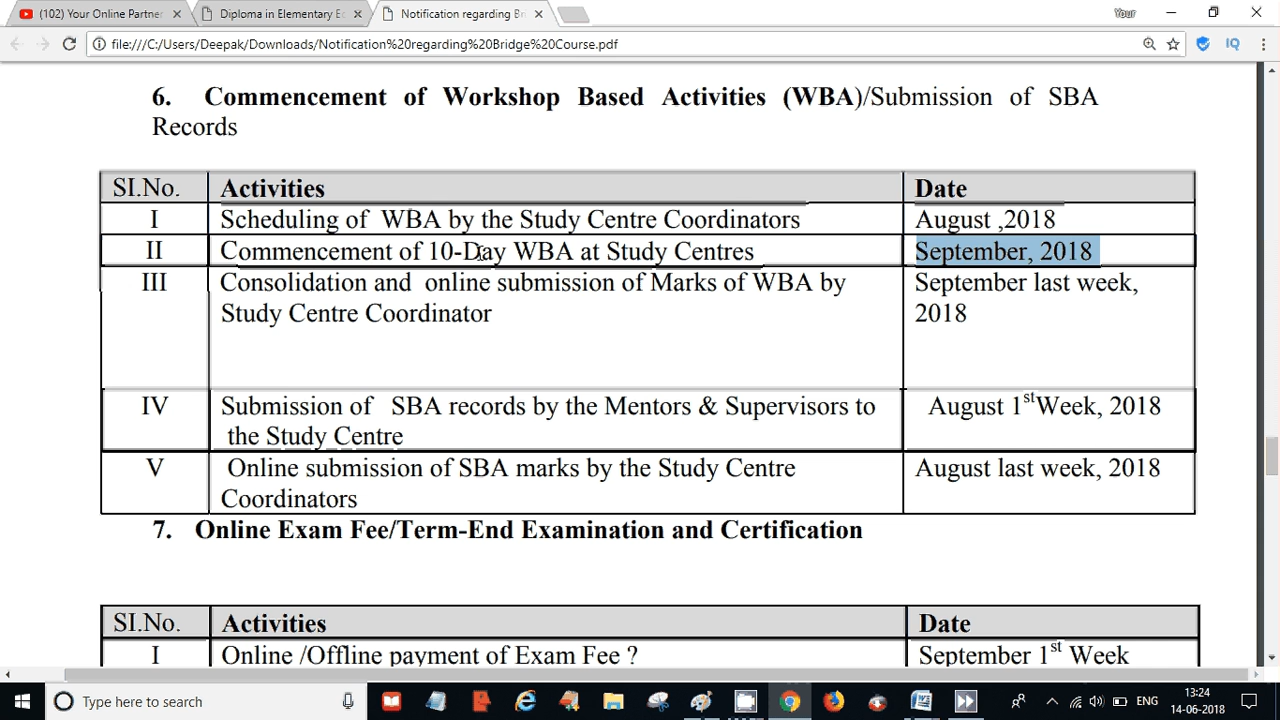 (102) Your Online Partner
Diploma in Elementary Ec
Notification regarding Br
Your
file:///C:/Users/Deepak/Downloads/Notification%20regarding%20Bridge%20Course.pdf
IQ
6. Commencement of Workshop Based Activities (WBA)/Submission of SBA
Records
SI.No. Activities Date
I Scheduling of WBA by the Study Centre Coordinators August ,2018
II Commencement of 10-Day WBA at Study Centres September, 2018
III Consolidation and online submission of Marks of WBA by September last week,
Study Centre Coordinator 2018
IV Submission of SBA records by the Mentors & Supervisors to August 1st Week, 2018
the Study Centre
V Online submission of SBA marks by the Study Centre August last week, 2018
Coordinators
7. Online Exam Fee/Term-End Examination and Certification
SI.No. Activities Date
I Online /Offline payment of Exam Fee ? September 1st Week
Type here to search
ENG
13:24
14-06-2018